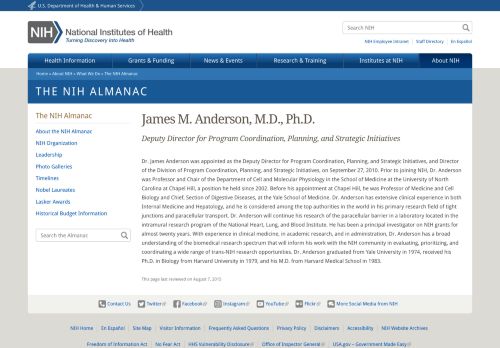 U.S. Department of Health & Human Services
NIH National Institutes of Health
Turning Discovery Into Health
Search NIH
NIH Employee Intranet | Staff Directory | En Español
Health Information
Grants & Funding
News & Events
Research & Training
Institutes at NIH
About NIH
Home » About NIH » What We Do » The NIH Almanac
THE NIH ALMANAC
The NIH Almanac
About the NIH Almanac
NIH Organization
Leadership
Photo Galleries
Timelines
Nobel Laureates
Lasker Awards
Historical Budget Information
Search the Almanac
James M. Anderson, M.D., Ph.D.
Deputy Director for Program Coordination, Planning, and Strategic Initiatives
Dr. James Anderson was appointed as the Deputy Director for Program Coordination, Planning, and Strategic Initiatives, and Director
of the Division of Program Coordination, Planning, and Strategic Initiatives, on September 27, 2010. Prior to joining NIH, Dr. Anderson
was Professor and Chair of the Department of Cell and Molecular Physiology in the School of Medicine at the University of North
Carolina at Chapel Hill, a position he held since 2002. Before his appointment at Chapel Hill, he was Professor of Medicine and Cell
Biology and Chief, Section of Digestive Diseases, at the Yale School of Medicine. Dr. Anderson has extensive clinical experience in both
Internal Medicine and Hepatology, and he is considered among the top authorities in the world in his primary research field of tight
junctions and paracellular transport. Dr. Anderson will continue his research of the paracellular barrier in a laboratory located in the
intramural research program of the National Heart, Lung, and Blood Institute. He has been a principal investigator on NIH grants for
almost twenty years. With experience in clinical medicine, in academic research, and in administration, Dr. Anderson has a broad
understanding of the biomedical research spectrum that will inform his work with the NIH community in evaluating, prioritizing, and
coordinating a wide range of trans-NIH research opportunities. Dr. Anderson graduated from Yale University in 1974, received his
Ph.D. in Biology from Harvard University in 1979, and his M.D. from Harvard Medical School in 1983.
This page last reviewed on August 7, 2015
Contact Us
Twitter
Facebook
Instagram
YouTube
Flickr
More Social Media from NIH
NIH Home
En Español
Site Map
Visitor Information
Frequently Asked Questions
Privacy Policy
Disclaimers
Accessibility
NIH Website Archives
Freedom of Information Act
No Fear Act
HHS Vulnerability Disclosure
Office of Inspector General
USA.gov – Government Made Easy